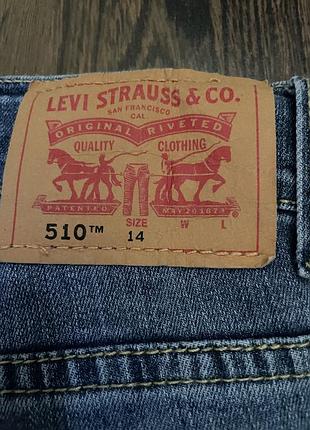 LEVI STRAUSS & CO.
SAN FRANCISCO
CAL
ORIGINAL RIVETED
QUALITY CLOTHING
PATENTED MAY 20 1873
SIZE W L
510™ 14